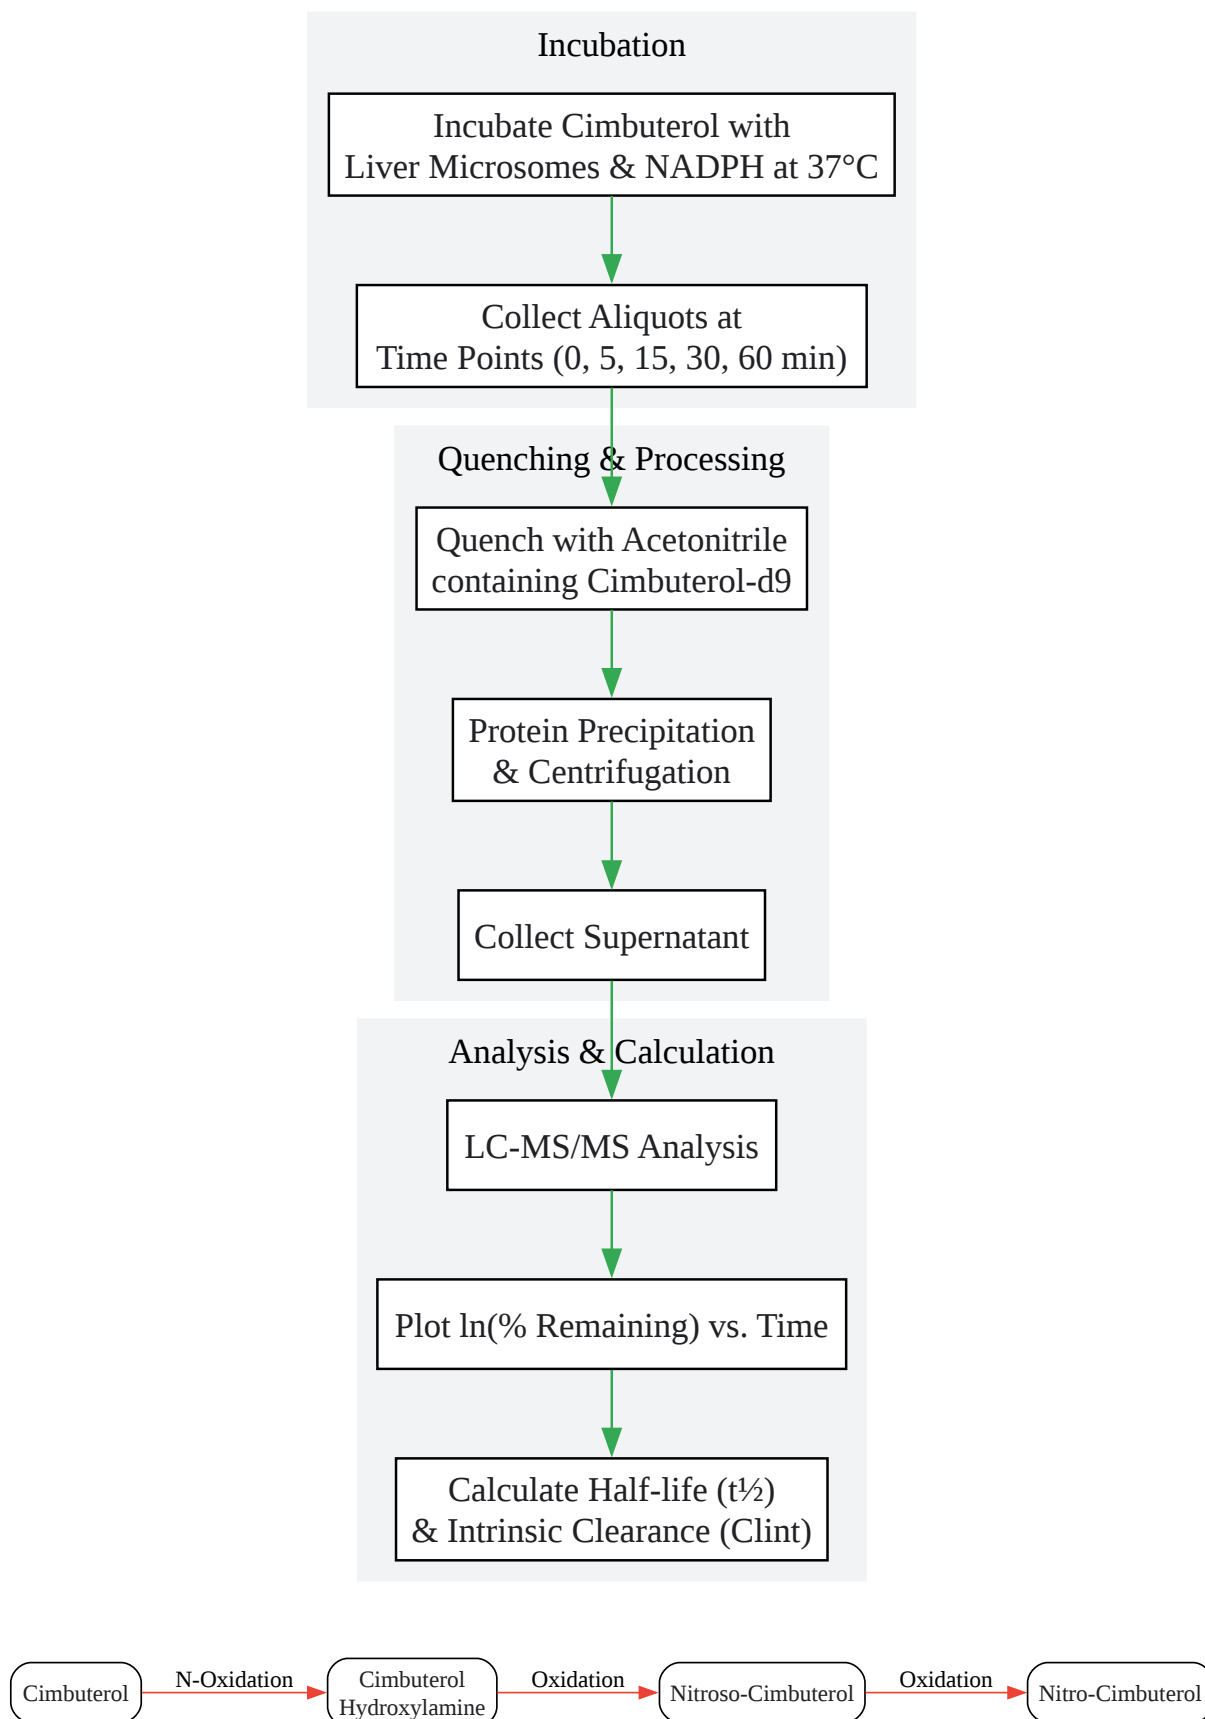 Incubation
Incubate Cimbuterol with
Liver Microsomes & NADPH at 37°C
Collect Aliquots at
Time Points (0, 5, 15, 30, 60 min)
Quenching & Processing
Quench with Acetonitrile
containing Cimbuterol-d9
Protein Precipitation
& Centrifugation
Collect Supernatant
Analysis & Calculation
LC-MS/MS Analysis
Plot ln(% Remaining) vs. Time
Calculate Half-life (t½)
& Intrinsic Clearance (Clint)
Cimbuterol
N-Oxidation
Cimbuterol
Hydroxylamine
Oxidation
Nitroso-Cimbuterol
Oxidation
Nitro-Cimbuterol